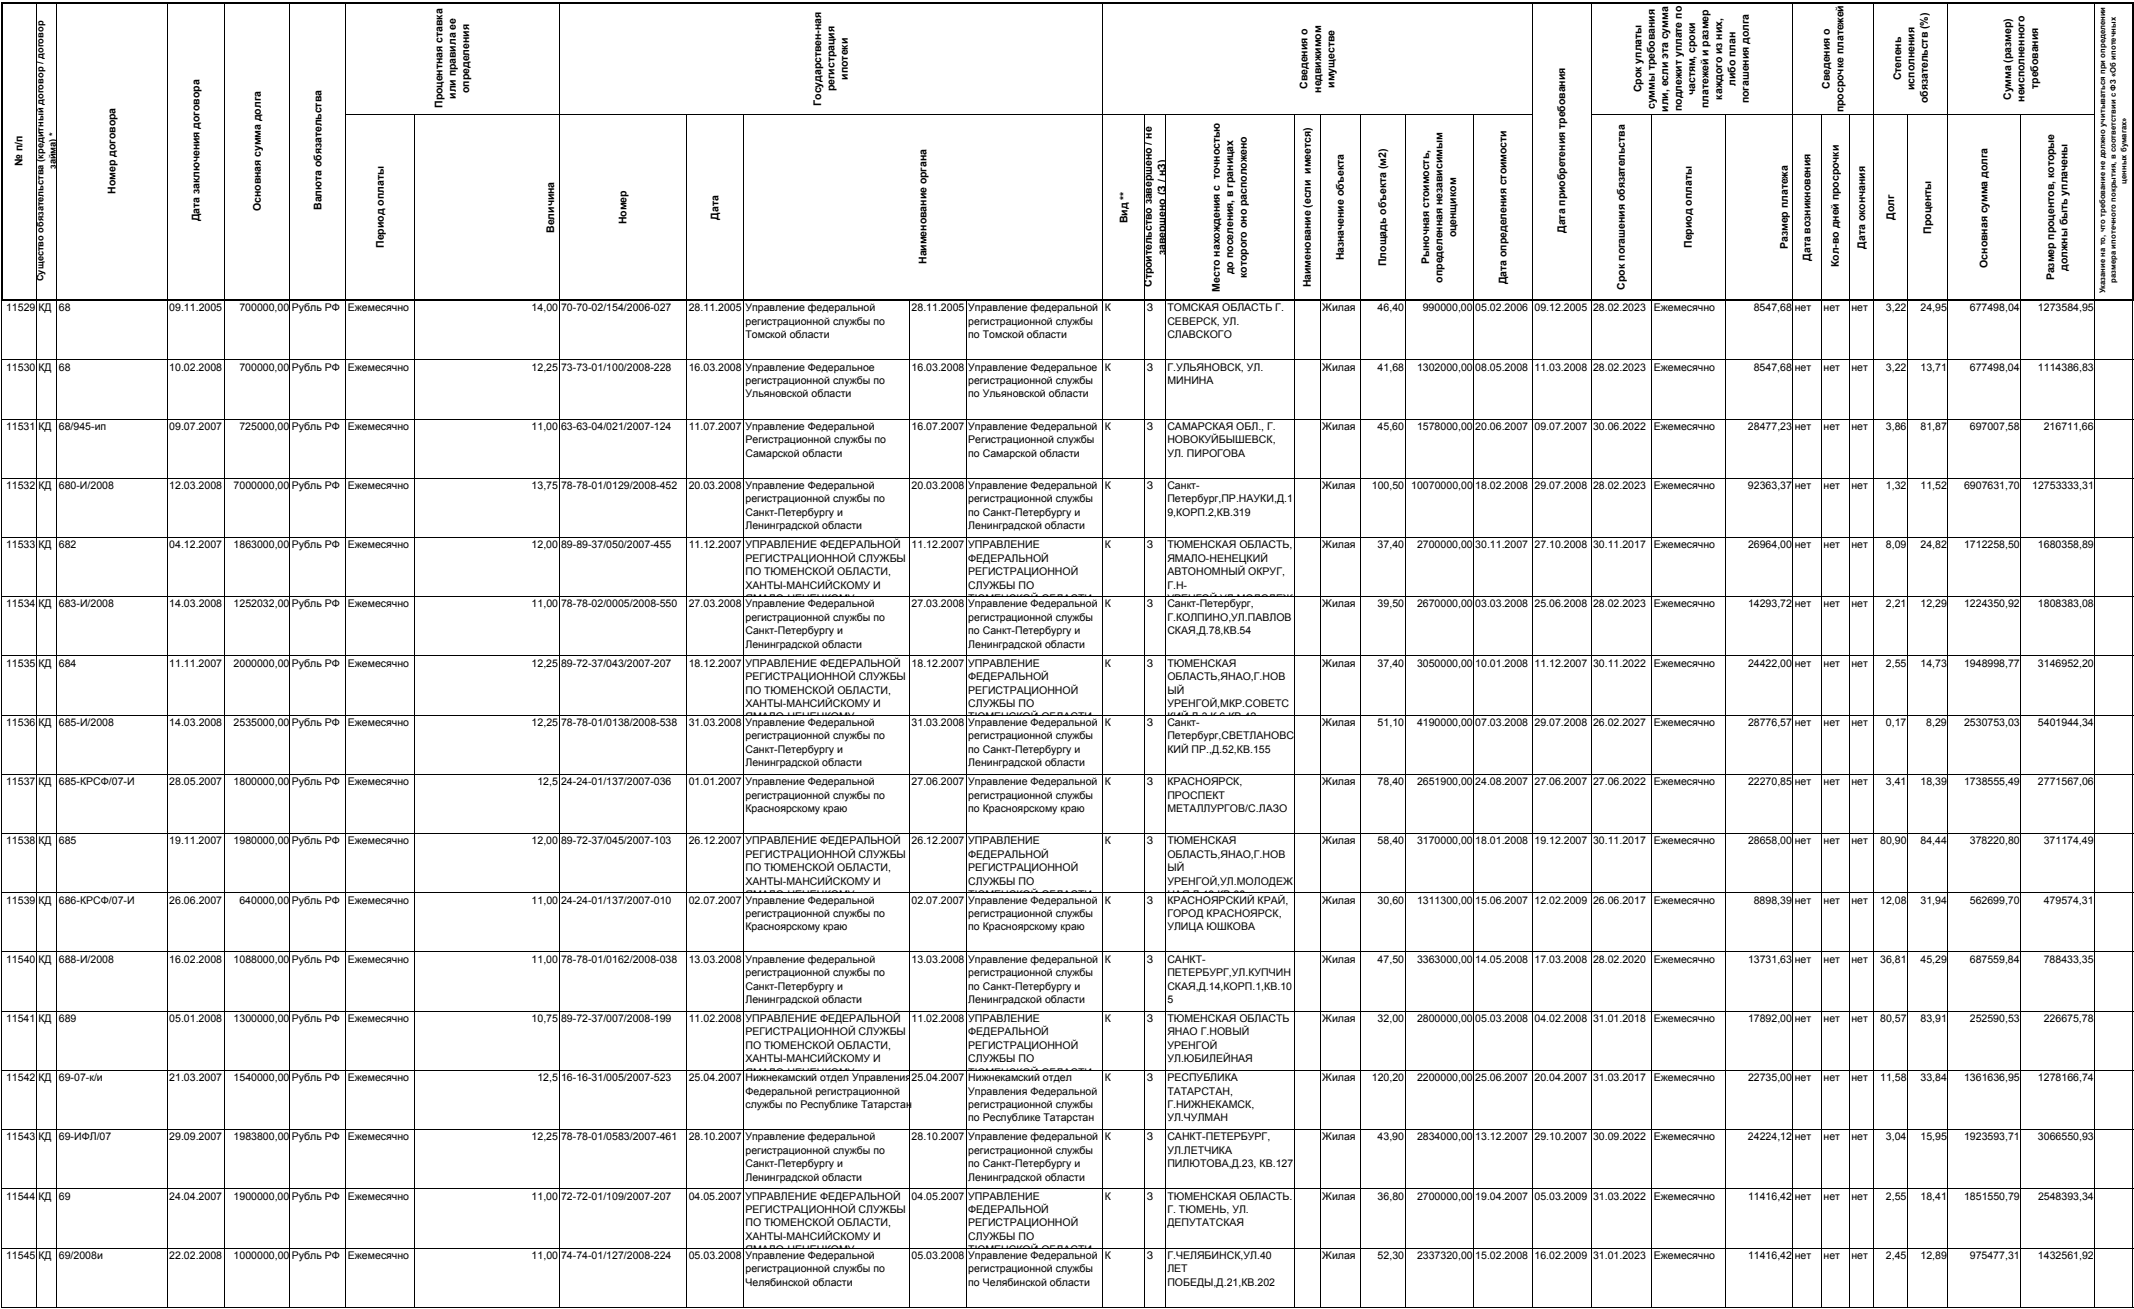 № п/п
Существо обязательства (кредитный договор / договор займа) *
Номер договора
Дата заключения договора
Основная сумма долга
Валюта обязательства
Процентная ставка или правила ее определения
Период оплаты
Величина
Государствен-ная регистрация ипотеки
Номер
Дата
Наименование органа
Сведения о недвижимом имуществе
Вид **
Строительство завершено / не завершено (З / нЗ)
Место нахождения с точностью до поселения, в границах которого оно расположено
Наименование (если имеется)
Назначение объекта
Площадь объекта (м2)
Рыночная стоимость, определенная независимым оценщиком
Дата определения стоимости
Дата приобретения требования
Срок уплаты суммы требования или, если эта сумма подлежит уплате по частям, сроки платежей и размер каждого из них, либо план погашения долга
Срок погашения обязательства
Период оплаты
Размер платежа
Сведения о просрочке платежей
Дата возникновения
Кол-во дней просрочки
Дата окончания
Степень исполнения обязательств (%)
Долг
Проценты
Сумма (размер) неисполненного требования
Основная сумма долга
Размер процентов, которые должны быть уплачены
Указание на то, что требование не должно учитываться при определении размера ипотечного покрытия, в соответствии с ФЗ «Об ипотечных ценных бумагах»
11529 КД 68 09.11.2005 700000,00 Рубль РФ Ежемесячно 14,00 70-70-02/154/2006-027 28.11.2005 Управление федеральной регистрационной службы по Томской области 28.11.2005 Управление федеральной регистрационной службы по Томской области К З ТОМСКАЯ ОБЛАСТЬ Г. СЕВЕРСК, УЛ. СЛАВСКОГО Жилая 46,40 990000,00 05.02.2006 09.12.2005 28.02.2023 Ежемесячно 8547,68 нет нет нет 3,22 24,95 677498,04 1273584,95
11530 КД 68 10.02.2008 700000,00 Рубль РФ Ежемесячно 12,25 73-73-01/100/2008-228 16.03.2008 Управление Федеральное регистрационной службы по Ульяновской области 16.03.2008 Управление Федеральное регистрационной службы по Ульяновской области К З Г.УЛЬЯНОВСК, УЛ. МИНИНА Жилая 41,68 1302000,00 08.05.2008 11.03.2008 28.02.2023 Ежемесячно 8547,68 нет нет нет 3,22 13,71 677498,04 1114386,83
11531 КД 68/945-ип 09.07.2007 725000,00 Рубль РФ Ежемесячно 11,00 63-63-04/021/2007-124 11.07.2007 Управление Федеральной Регистрационной службы по Самарской области 16.07.2007 Управление Федеральной Регистрационной службы по Самарской области К З САМАРСКАЯ ОБЛ., Г. НОВОКУЙБЫШЕВСК, УЛ. ПИРОГОВА Жилая 45,60 1578000,00 20.06.2007 09.07.2007 30.06.2022 Ежемесячно 28477,23 нет нет нет 3,86 81,87 697007,58 216711,66
11532 КД 680-И/2008 12.03.2008 7000000,00 Рубль РФ Ежемесячно 13,75 78-78-01/0129/2008-452 20.03.2008 Управление Федеральной регистрационной службы по Санкт-Петербургу и Ленинградской области 20.03.2008 Управление Федеральной регистрационной службы по Санкт-Петербургу и Ленинградской области К З Санкт-Петербург,ПР.НАУКИ,Д.19,КОРП.2,КВ.319 Жилая 100,50 10070000,00 18.02.2008 29.07.2008 28.02.2023 Ежемесячно 92363,37 нет нет нет 1,32 11,52 6907631,70 12753333,31
11533 КД 682 04.12.2007 1863000,00 Рубль РФ Ежемесячно 12,00 89-89-37/050/2007-455 11.12.2007 УПРАВЛЕНИЕ ФЕДЕРАЛЬНОЙ РЕГИСТРАЦИОННОЙ СЛУЖБЫ ПО ТЮМЕНСКОЙ ОБЛАСТИ, ХАНТЫ-МАНСИЙСКОМУ И 11.12.2007 УПРАВЛЕНИЕ ФЕДЕРАЛЬНОЙ РЕГИСТРАЦИОННОЙ СЛУЖБЫ ПО К З ТЮМЕНСКАЯ ОБЛАСТЬ, ЯМАЛО-НЕНЕЦКИЙ АВТОНОМНЫЙ ОКРУГ, Г.Н- Жилая 37,40 2700000,00 30.11.2007 27.10.2008 30.11.2017 Ежемесячно 26964,00 нет нет нет 8,09 24,82 1712258,50 1680358,89
11534 КД 683-И/2008 14.03.2008 1252032,00 Рубль РФ Ежемесячно 11,00 78-78-02/0005/2008-550 27.03.2008 Управление Федеральной регистрационной службы по Санкт-Петербургу и Ленинградской области 27.03.2008 Управление Федеральной регистрационной службы по Санкт-Петербургу и Ленинградской области К З Санкт-Петербург, Г.КОЛПИНО,УЛ.ПАВЛОВСКАЯ,Д.78,КВ.54 Жилая 39,50 2670000,00 03.03.2008 25.06.2008 28.02.2023 Ежемесячно 14293,72 нет нет нет 2,21 12,29 1224350,92 1808383,08
11535 КД 684 11.11.2007 2000000,00 Рубль РФ Ежемесячно 12,25 89-72-37/043/2007-207 18.12.2007 УПРАВЛЕНИЕ ФЕДЕРАЛЬНОЙ РЕГИСТРАЦИОННОЙ СЛУЖБЫ ПО ТЮМЕНСКОЙ ОБЛАСТИ, ХАНТЫ-МАНСИЙСКОМУ И 18.12.2007 УПРАВЛЕНИЕ ФЕДЕРАЛЬНОЙ РЕГИСТРАЦИОННОЙ СЛУЖБЫ ПО К З ТЮМЕНСКАЯ ОБЛАСТЬ,ЯНАО,Г.НОВЫЙ УРЕНГОЙ,МКР.СОВЕТС Жилая 37,40 3050000,00 10.01.2008 11.12.2007 30.11.2022 Ежемесячно 24422,00 нет нет нет 2,55 14,73 1948998,77 3146952,20
11536 КД 685-И/2008 14.03.2008 2535000,00 Рубль РФ Ежемесячно 12,25 78-78-01/0138/2008-538 31.03.2008 Управление Федеральной регистрационной службы по Санкт-Петербургу и Ленинградской области 31.03.2008 Управление Федеральной регистрационной службы по Санкт-Петербургу и Ленинградской области К З Санкт-Петербург,СВЕТЛАНОВСКИЙ ПР.,Д.52,КВ.155 Жилая 51,10 4190000,00 07.03.2008 29.07.2008 26.02.2027 Ежемесячно 28776,57 нет нет нет 0,17 8,29 2530753,03 5401944,34
11537 КД 685-КРСФ/07-И 28.05.2007 1800000,00 Рубль РФ Ежемесячно 12,5 24-24-01/137/2007-036 01.01.2007 Управление Федеральной регистрационной службы по Красноярскому краю 27.06.2007 Управление Федеральной регистрационной службы по Красноярскому краю К З КРАСНОЯРСК, ПРОСПЕКТ МЕТАЛЛУРГОВ/С.ЛАЗО Жилая 78,40 2651900,00 24.08.2007 27.06.2007 27.06.2022 Ежемесячно 22270,85 нет нет нет 3,41 18,39 1738555,49 2771567,06
11538 КД 685 19.11.2007 1980000,00 Рубль РФ Ежемесячно 12,00 89-72-37/045/2007-103 26.12.2007 УПРАВЛЕНИЕ ФЕДЕРАЛЬНОЙ РЕГИСТРАЦИОННОЙ СЛУЖБЫ ПО ТЮМЕНСКОЙ ОБЛАСТИ, ХАНТЫ-МАНСИЙСКОМУ И 26.12.2007 УПРАВЛЕНИЕ ФЕДЕРАЛЬНОЙ РЕГИСТРАЦИОННОЙ СЛУЖБЫ ПО К З ТЮМЕНСКАЯ ОБЛАСТЬ,ЯНАО,Г.НОВЫЙ УРЕНГОЙ,УЛ.МОЛОДЕЖ Жилая 58,40 3170000,00 18.01.2008 19.12.2007 30.11.2017 Ежемесячно 28658,00 нет нет нет 80,90 84,44 378220,80 371174,49
11539 КД 686-КРСФ/07-И 26.06.2007 640000,00 Рубль РФ Ежемесячно 11,00 24-24-01/137/2007-010 02.07.2007 Управление Федеральной регистрационной службы по Красноярскому краю 02.07.2007 Управление Федеральной регистрационной службы по Красноярскому краю К З КРАСНОЯРСКИЙ КРАЙ, ГОРОД КРАСНОЯРСК, УЛИЦА ЮШКОВА Жилая 30,60 1311300,00 15.06.2007 12.02.2009 26.06.2017 Ежемесячно 8898,39 нет нет нет 12,08 31,94 562699,70 479574,31
11540 КД 688-И/2008 16.02.2008 1088000,00 Рубль РФ Ежемесячно 11,00 78-78-01/0162/2008-038 13.03.2008 Управление федеральной регистрационной службы по Санкт-Петербургу и Ленинградской области 13.03.2008 Управление федеральной регистрационной службы по Санкт-Петербургу и Ленинградской области К З САНКТ-ПЕТЕРБУРГ,УЛ.КУПЧИНСКАЯ,Д.14,КОРП.1,КВ.105 Жилая 47,50 3363000,00 14.05.2008 17.03.2008 28.02.2020 Ежемесячно 13731,63 нет нет нет 36,81 45,29 687559,84 788433,35
11541 КД 689 05.01.2008 1300000,00 Рубль РФ Ежемесячно 10,75 89-72-37/007/2008-199 11.02.2008 УПРАВЛЕНИЕ ФЕДЕРАЛЬНОЙ РЕГИСТРАЦИОННОЙ СЛУЖБЫ ПО ТЮМЕНСКОЙ ОБЛАСТИ, ХАНТЫ-МАНСИЙСКОМУ И 11.02.2008 УПРАВЛЕНИЕ ФЕДЕРАЛЬНОЙ РЕГИСТРАЦИОННОЙ СЛУЖБЫ ПО К З ТЮМЕНСКАЯ ОБЛАСТЬ ЯНАО Г.НОВЫЙ УРЕНГОЙ УЛ.ЮБИЛЕЙНАЯ Жилая 32,00 2800000,00 05.03.2008 04.02.2008 31.01.2018 Ежемесячно 17892,00 нет нет нет 80,57 83,91 252590,53 226675,78
11542 КД 69-07-к/и 21.03.2007 1540000,00 Рубль РФ Ежемесячно 12,5 16-16-31/005/2007-523 25.04.2007 Нижнекамский отдел Управления Федеральной регистрационной службы по Республике Татарстан 25.04.2007 Нижнекамский отдел Управления Федеральной регистрационной службы по Республике Татарстан К З РЕСПУБЛИКА ТАТАРСТАН, Г.НИЖНЕКАМСК, УЛ.ЧУЛМАН Жилая 120,20 2200000,00 25.06.2007 20.04.2007 31.03.2017 Ежемесячно 22735,00 нет нет нет 11,58 33,84 1361636,95 1278166,74
11543 КД 69-ИФЛ/07 29.09.2007 1983800,00 Рубль РФ Ежемесячно 12,25 78-78-01/0583/2007-461 28.10.2007 Управление федеральной регистрационной службы по Санкт-Петербургу и Ленинградской области 28.10.2007 Управление федеральной регистрационной службы по Санкт-Петербургу и Ленинградской области К З САНКТ-ПЕТЕРБУРГ, УЛ.ЛЕТЧИКА ПИЛЮТОВА,Д.23, КВ.127 Жилая 43,90 2834000,00 13.12.2007 29.10.2007 30.09.2022 Ежемесячно 24224,12 нет нет нет 3,04 15,95 1923593,71 3066550,93
11544 КД 69 24.04.2007 1900000,00 Рубль РФ Ежемесячно 11,00 72-72-01/109/2007-207 04.05.2007 УПРАВЛЕНИЕ ФЕДЕРАЛЬНОЙ РЕГИСТРАЦИОННОЙ СЛУЖБЫ ПО ТЮМЕНСКОЙ ОБЛАСТИ, ХАНТЫ-МАНСИЙСКОМУ И 04.05.2007 УПРАВЛЕНИЕ ФЕДЕРАЛЬНОЙ РЕГИСТРАЦИОННОЙ СЛУЖБЫ ПО К З ТЮМЕНСКАЯ ОБЛАСТЬ. Г. ТЮМЕНЬ, УЛ. ДЕПУТАТСКАЯ Жилая 36,80 2700000,00 19.04.2007 05.03.2009 31.03.2022 Ежемесячно 11416,42 нет нет нет 2,55 18,41 1851550,79 2548393,34
11545 КД 69/2008и 22.02.2008 1000000,00 Рубль РФ Ежемесячно 11,00 74-74-01/127/2008-224 05.03.2008 Управление Федеральной регистрационной службы по Челябинской области 05.03.2008 Управление Федеральной регистрационной службы по Челябинской области К З Г.ЧЕЛЯБИНСК,УЛ.40 ЛЕТ ПОБЕДЫ,Д.21,КВ.202 Жилая 52,30 2337320,00 15.02.2008 16.02.2009 31.01.2023 Ежемесячно 11416,42 нет нет нет 2,45 12,89 975477,31 1432561,92